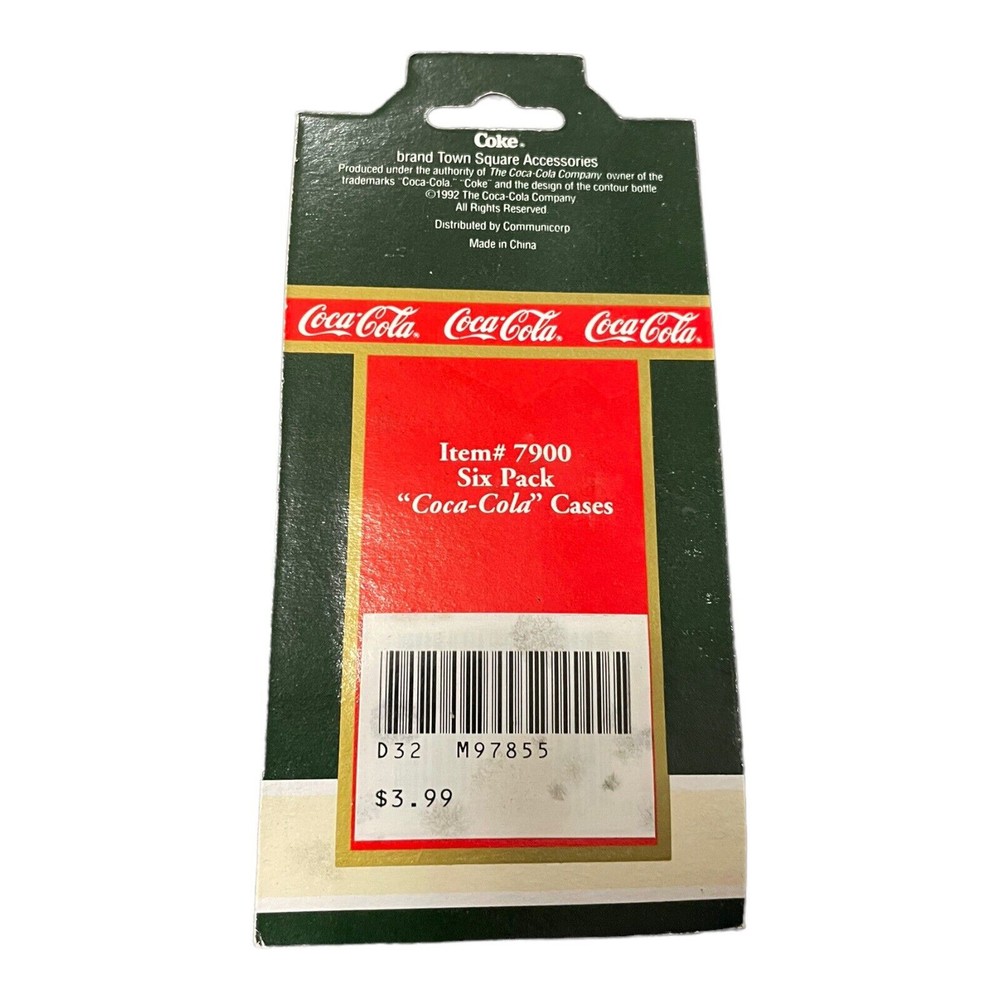 Coke®
brand Town Square Accessories
Produced under the authority of The Coca-Cola Company owner of the
trademarks "Coca-Cola." "Coke" and the design of the contour bottle
©1992 The Coca-Cola Company
All Rights Reserved
Distributed by Communicorp
Made in China
Coca-Cola® Coca-Cola® Coca-Cola®
Item# 7900
Six Pack
“Coca-Cola” Cases
D32 M97855
$3.99